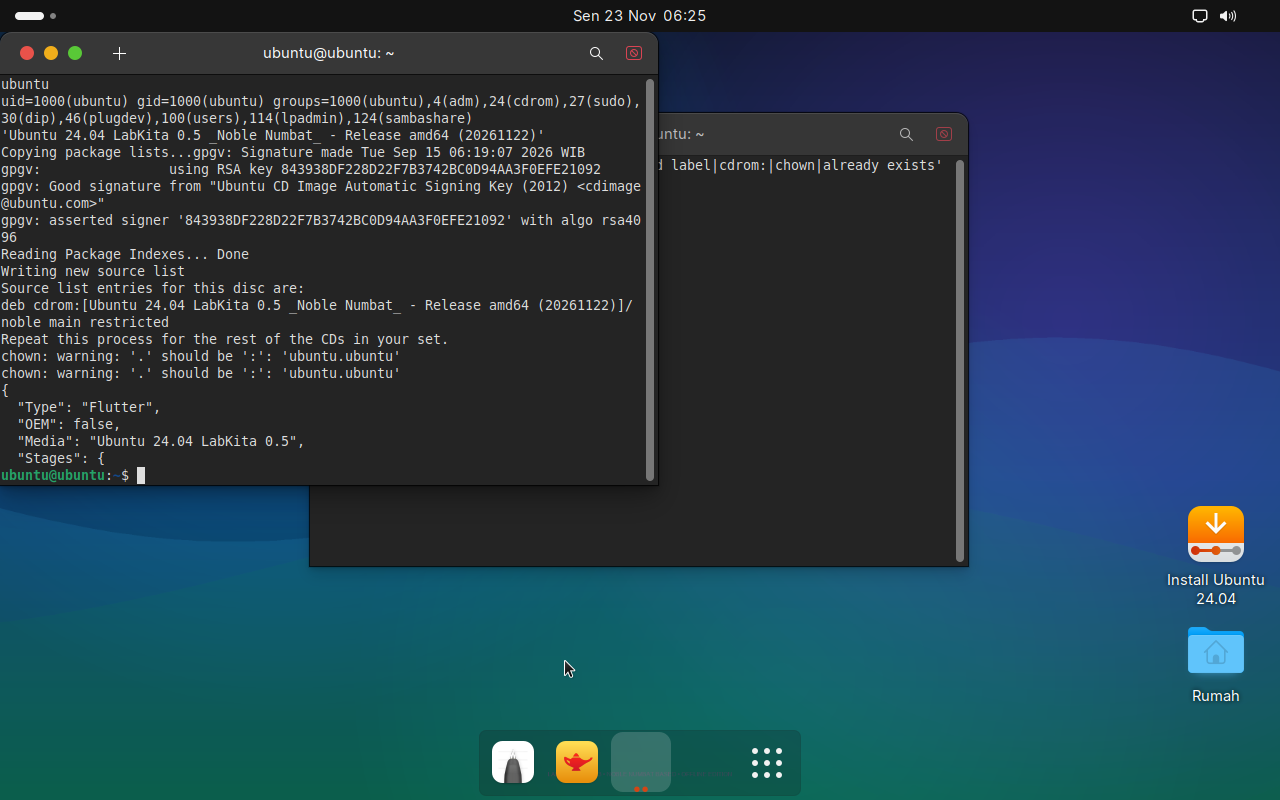 Sen 23 Nov 06:25
ubuntu@ubuntu: ~
ubuntu
uid=1000(ubuntu) gid=1000(ubuntu) groups=1000(ubuntu),4(adm),24(cdrom),27(sudo),
30(dip),46(plugdev),100(users),114(lpadmin),124(sambashare)
'Ubuntu 24.04 LabKita 0.5 _Noble Numbat_ - Release amd64 (20261122)'
Copying package lists...gpgv: Signature made Tue Sep 15 06:19:07 2026 WIB
gpgv:                using RSA key 843938DF228D22F7B3742BC0D94AA3F0EFE21092
gpgv: Good signature from "Ubuntu CD Image Automatic Signing Key (2012) <cdimage
@ubuntu.com>"
gpgv: asserted signer '843938DF228D22F7B3742BC0D94AA3F0EFE21092' with algo rsa40
96
Reading Package Indexes... Done
Writing new source list
Source list entries for this disc are:
deb cdrom:[Ubuntu 24.04 LabKita 0.5 _Noble Numbat_ - Release amd64 (20261122)]/
noble main restricted
Repeat this process for the rest of the CDs in your set.
chown: warning: '.' should be ':': 'ubuntu.ubuntu'
chown: warning: '.' should be ':': 'ubuntu.ubuntu'
{
  "Type": "Flutter",
  "OEM": false,
  "Media": "Ubuntu 24.04 LabKita 0.5",
  "Stages": {
ubuntu@ubuntu:~$
untu: ~
d label|cdrom:|chown|already exists'
Install Ubuntu
24.04
Rumah